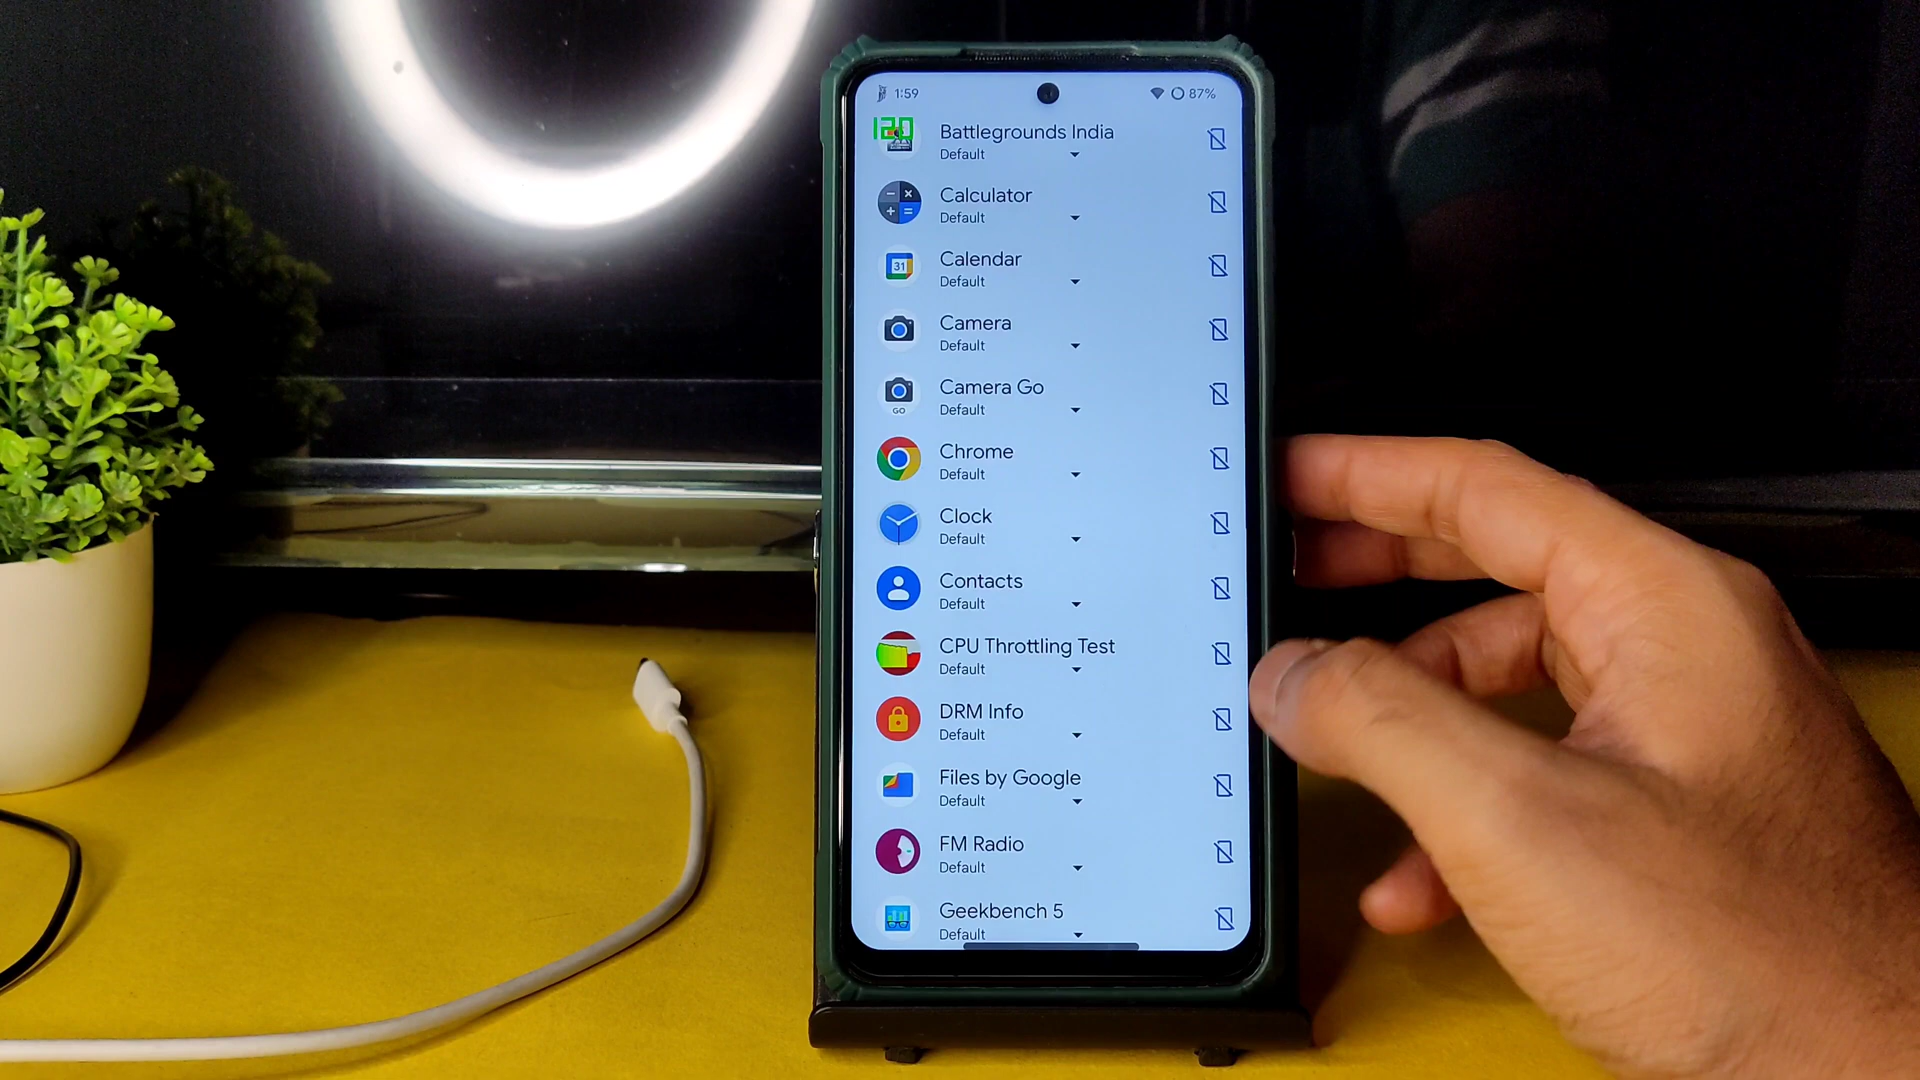 1:59
87%
120
Battlegrounds India
Default
Calculator
Default
31
Calendar
Default
Camera
Default
GO
Camera Go
Default
Chrome
Default
Clock
Default
Contacts
Default
CPU Throttling Test
Default
DRM Info
Default
Files by Google
Default
FM Radio
Default
Geekbench 5
Default